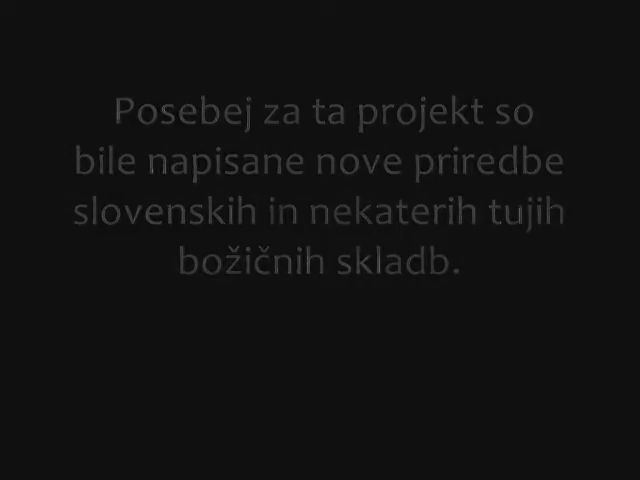 Posebej za ta projekt so
bile napisane nove priredbe
slovenskih in nekaterih tujih
božičnih skladb.